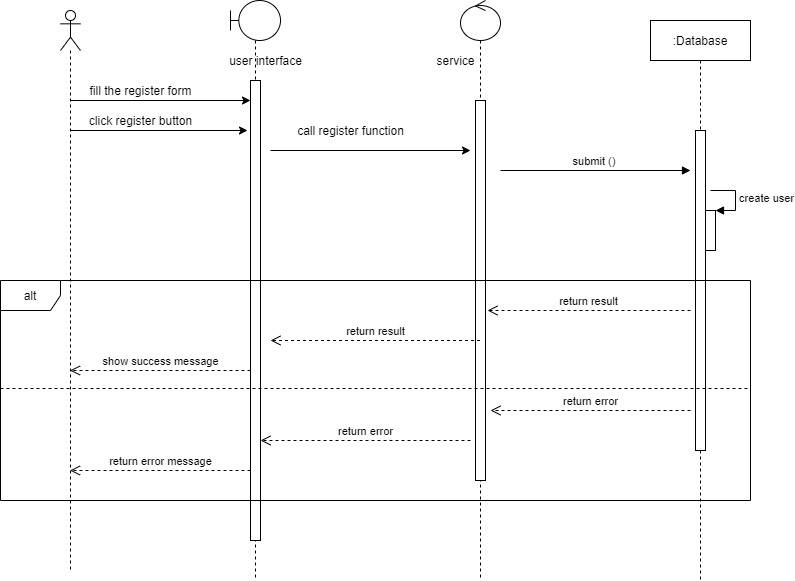 user interface
service
:Database
fill the register form
click register button
call register function
submit ()
create user
alt
return result
return result
show success message
return error
return error
return error message